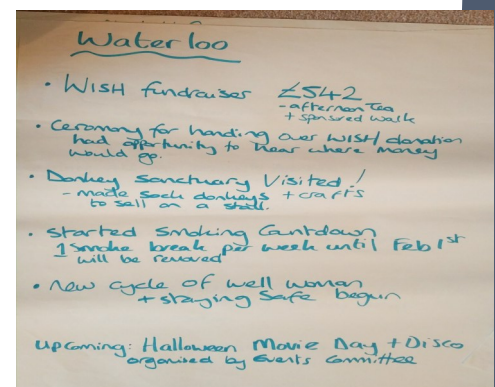 Waterloo
• WISH fundraiser £542
- afternoon tea
+ sponsored walk
• Ceremony for handing over WISH donation
had opportunity to hear where money
would go.
• Donkey Sanctuary Visited!
- made sock donkeys + crafts
to sell on a stall.
• Started Smoking Countdown
1 smoke break per week until Feb 1st
will be removed
• New cycle of well woman
+ staying safe begun
Upcoming: Halloween Movie Day + Disco
organised by Events Committee